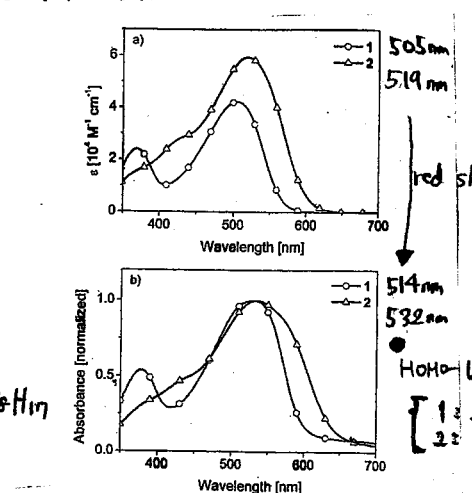 a)
1
2
505nm
519nm
ε [10⁴ M⁻¹ cm⁻¹]
6
4
2
0
400 500 600 700
Wavelength [nm]
red
b)
1
2
514nm
532nm
Absorbance [normalized]
1.0
0.5
0.0
400 500 600 700
Wavelength [nm]
HOMO-L
1
2